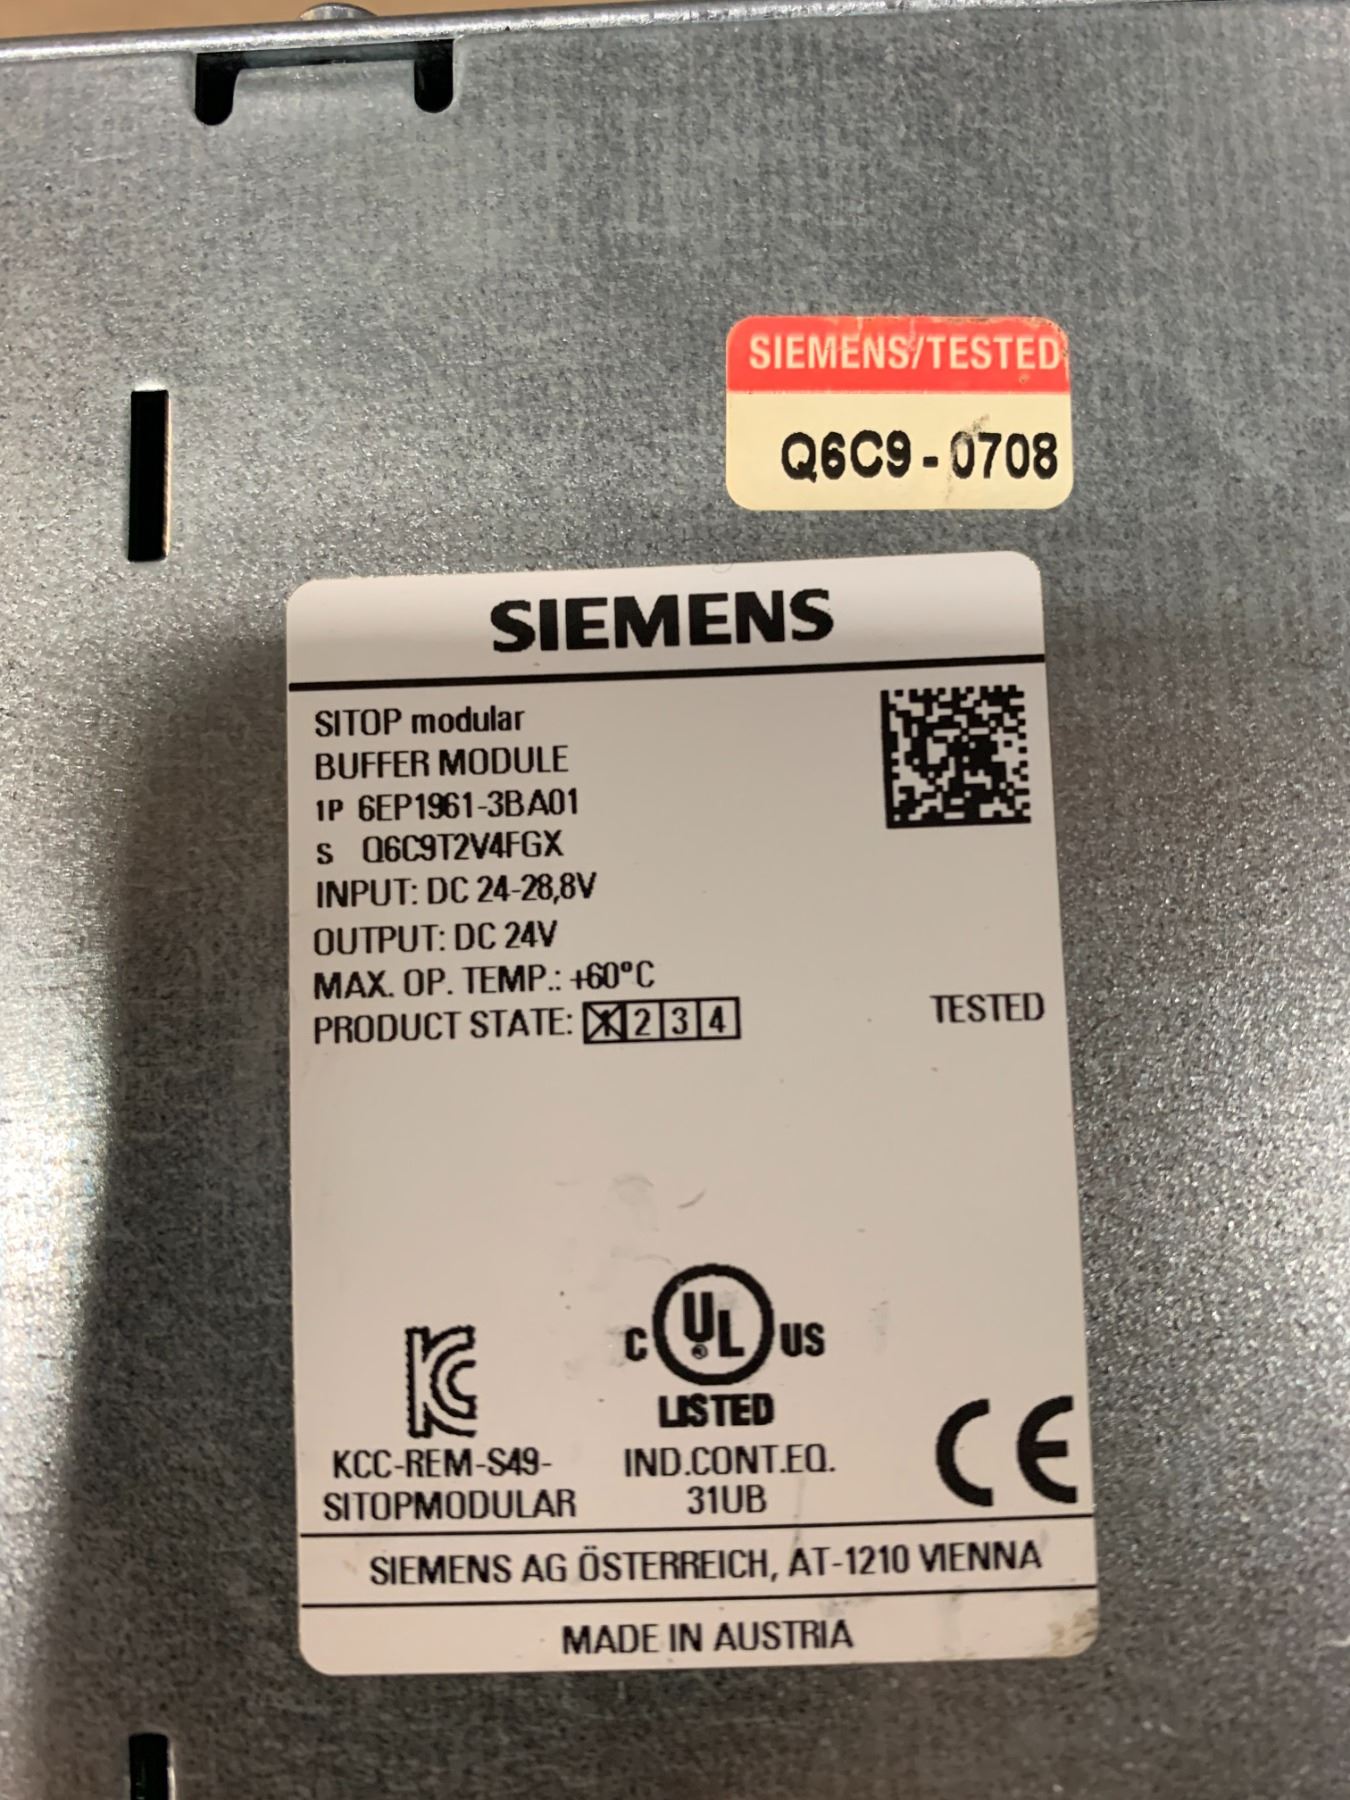 SIEMENS/TESTED
Q6C9-0708
SIEMENS
SITOP modular
BUFFER MODULE
1P 6EP1961-3BA01
S Q6C9T2V4FGX
INPUT: DC 24-28,8V
OUTPUT: DC 24V
MAX. OP. TEMP.: +60°C
PRODUCT STATE: 1 2 3 4 TESTED
C UL US
®
LISTED
IND.CONT.EQ.
31UB
KC
KCC-REM-S49-
SITOPMODULAR
CE
SIEMENS AG ÖSTERREICH, AT-1210 VIENNA
MADE IN AUSTRIA